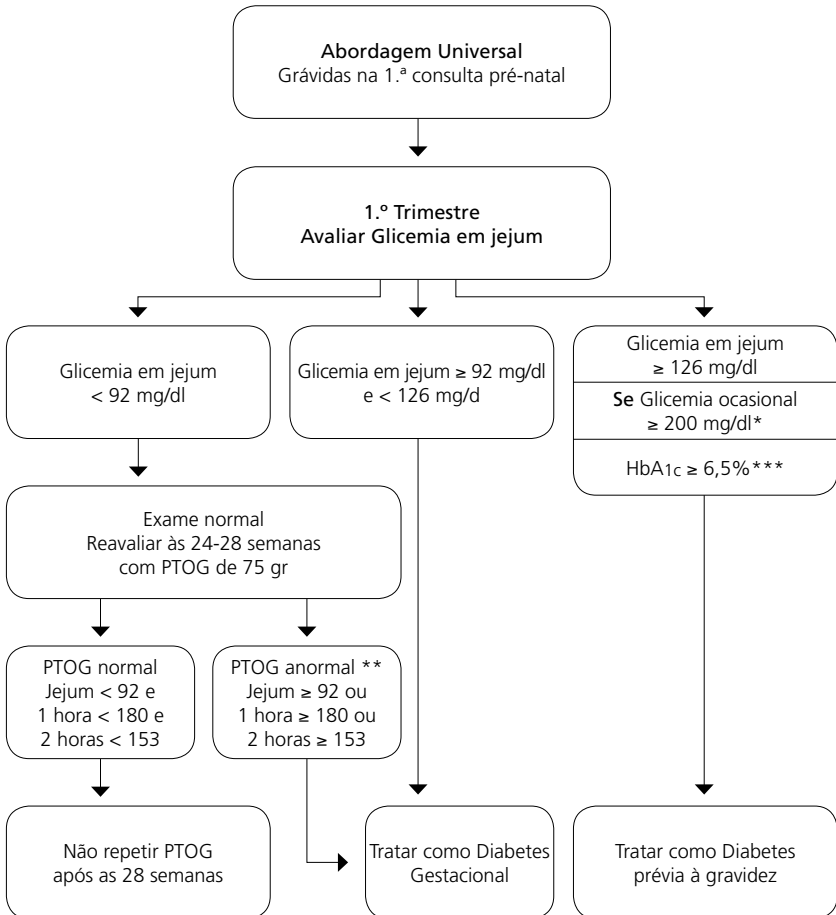 Abordagem Universal
Grávidas na 1.ª consulta pré-natal
1.º Trimestre
Avaliar Glicemia em jejum
Glicemia em jejum
< 92 mg/dl
Glicemia em jejum ≥ 92 mg/dl
e < 126 mg/d
Glicemia em jejum
≥ 126 mg/dl
Se Glicemia ocasional
≥ 200 mg/dl*
HbA1c ≥ 6,5%***
Exame normal
Reavaliar às 24-28 semanas
com PTOG de 75 gr
PTOG normal
Jejum < 92 e
1 hora < 180 e
2 horas < 153
PTOG anormal **
Jejum ≥ 92 ou
1 hora ≥ 180 ou
2 horas ≥ 153
Não repetir PTOG
após as 28 semanas
Tratar como Diabetes
Gestacional
Tratar como Diabetes
prévia à gravidez